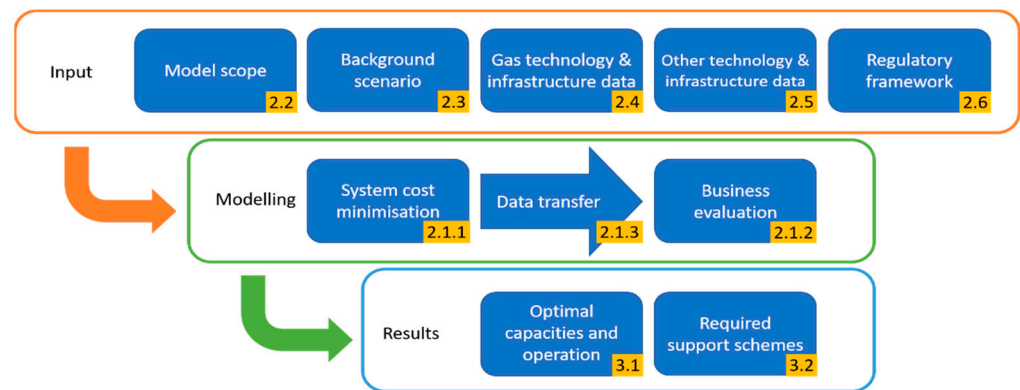 Input
Model scope
2.2
Background
scenario
2.3
Gas technology &
infrastructure data
2.4
Other technology &
infrastructure data
2.5
Regulatory
framework
2.6
Modelling
System cost
minimisation
2.1.1
Data transfer
2.1.3
Business
evaluation
2.1.2
Results
Optimal
capacities and
operation
3.1
Required
support schemes
3.2